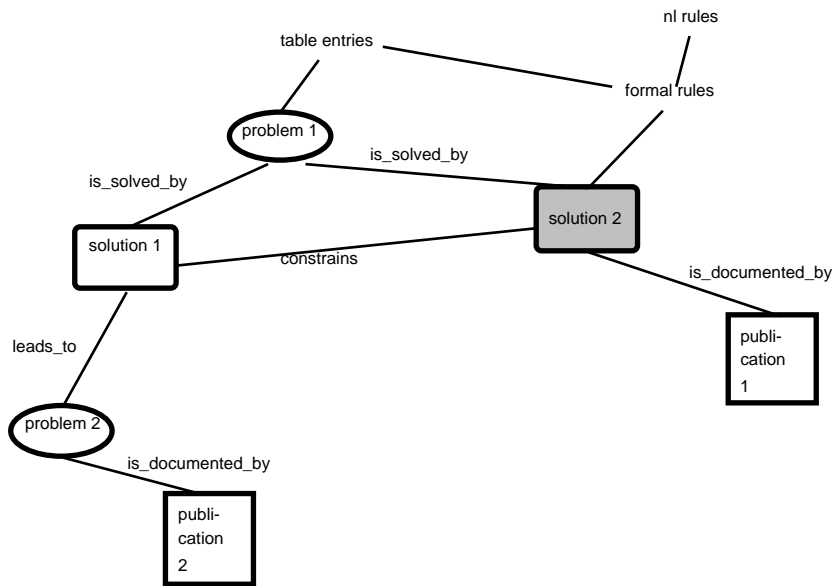 nl rules
table entries
formal rules
problem 1
is_solved_by
is_solved_by
solution 1
solution 2
constrains
is_documented_by
leads_to
publi-
cation
1
problem 2
is_documented_by
publi-
cation
2